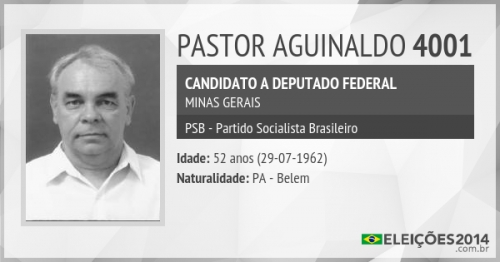 PASTOR AGUINALDO 4001
CANDIDATO A DEPUTADO FEDERAL
MINAS GERAIS
PSB - Partido Socialista Brasileiro
Idade: 52 anos (29-07-1962)
Naturalidade: PA - Belem
ELEIÇÕES2014
.com.br